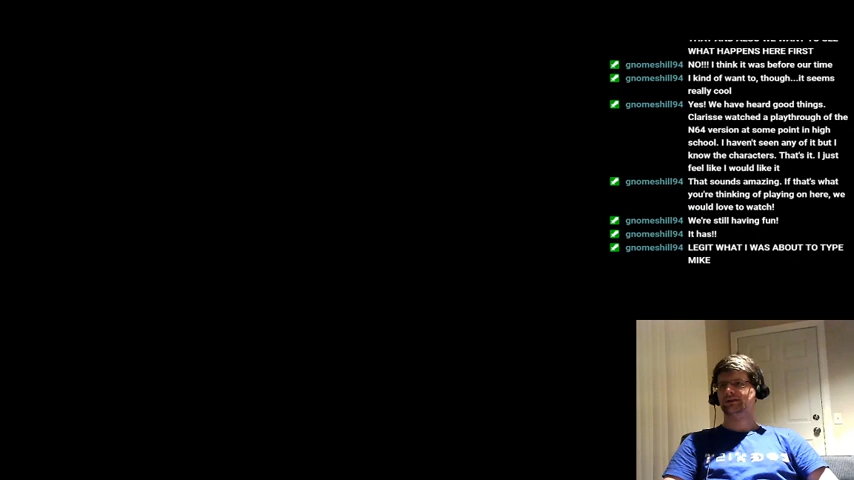 WHAT HAPPENS HERE FIRST
gnomeshill94 NO!!! I think it was before our time
gnomeshill94 I kind of want to, though...it seems
really cool
gnomeshill94 Yes! We have heard good things.
Clarisse watched a playthrough of the
N64 version at some point in high
school. I haven't seen any of it but I
know the characters. That's it. I just
feel like I would like it
gnomeshill94 That sounds amazing. If that's what
you're thinking of playing on here, we
would love to watch!
gnomeshill94 We're still having fun!
gnomeshill94 It has!!
gnomeshill94 LEGIT WHAT I WAS ABOUT TO TYPE
MIKE